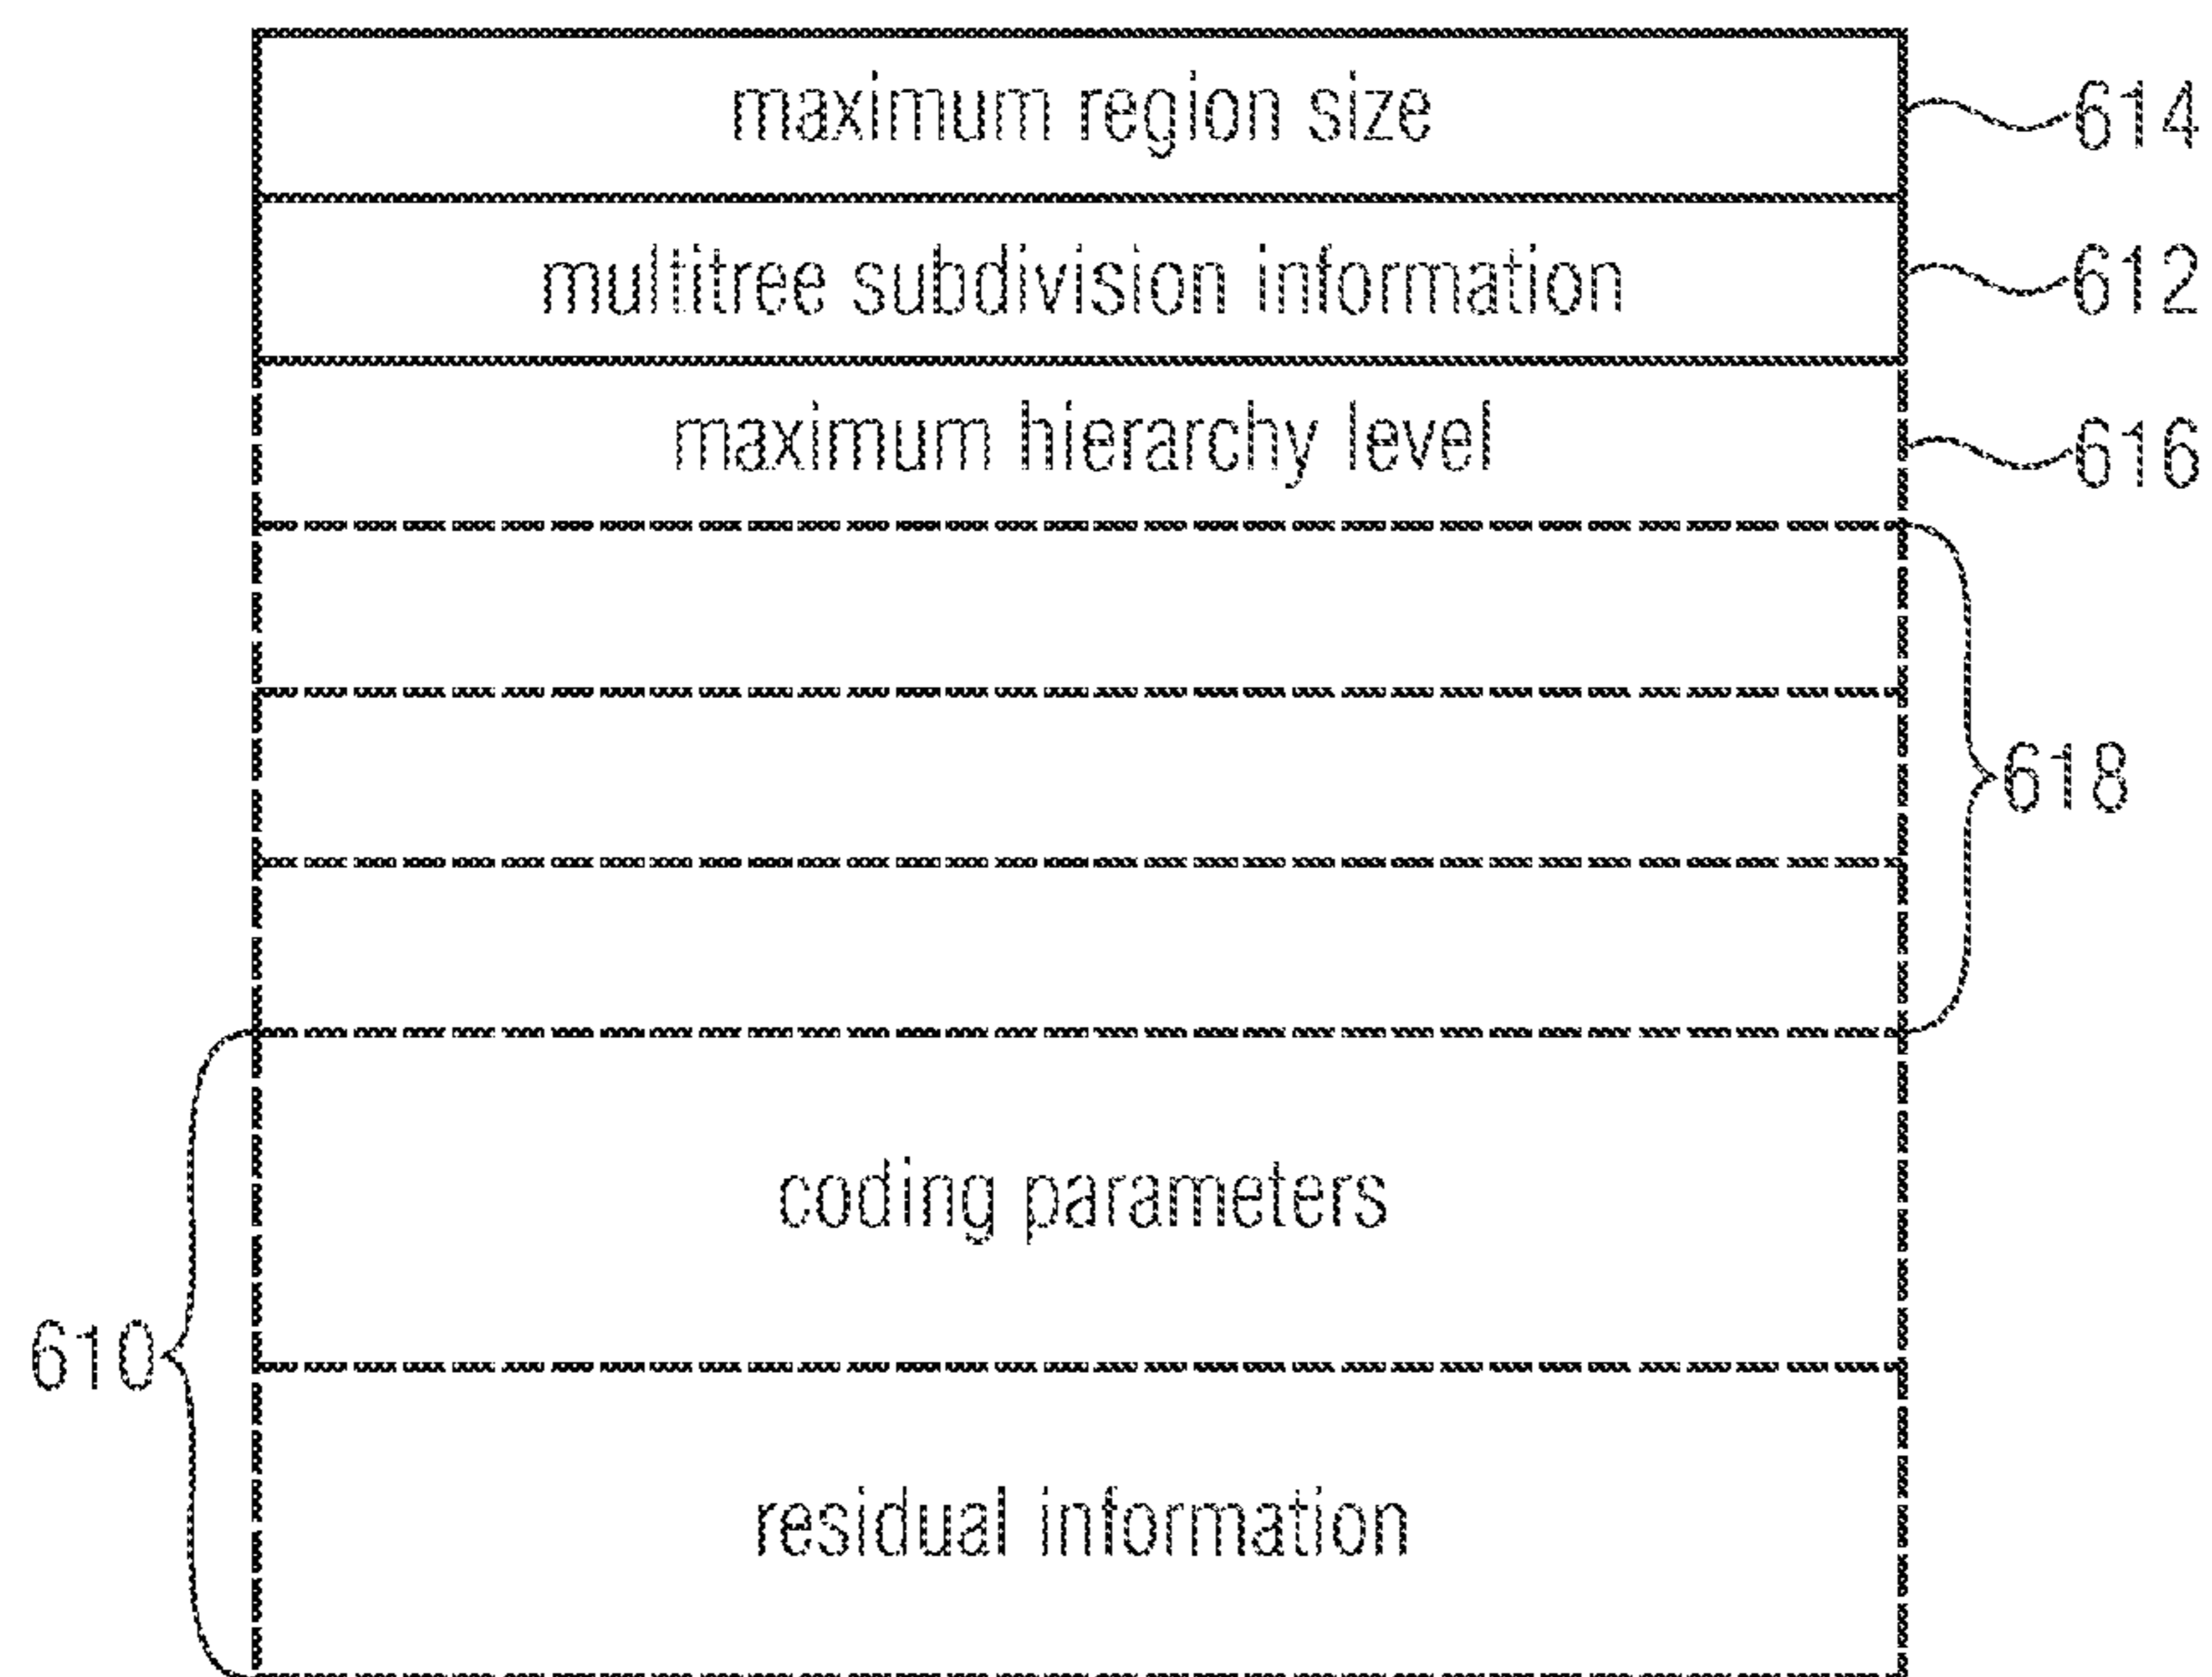 maximum region size
614
multitree subdivision information
612
maximum hierarchy level
616
618
coding parameters
610
residual information